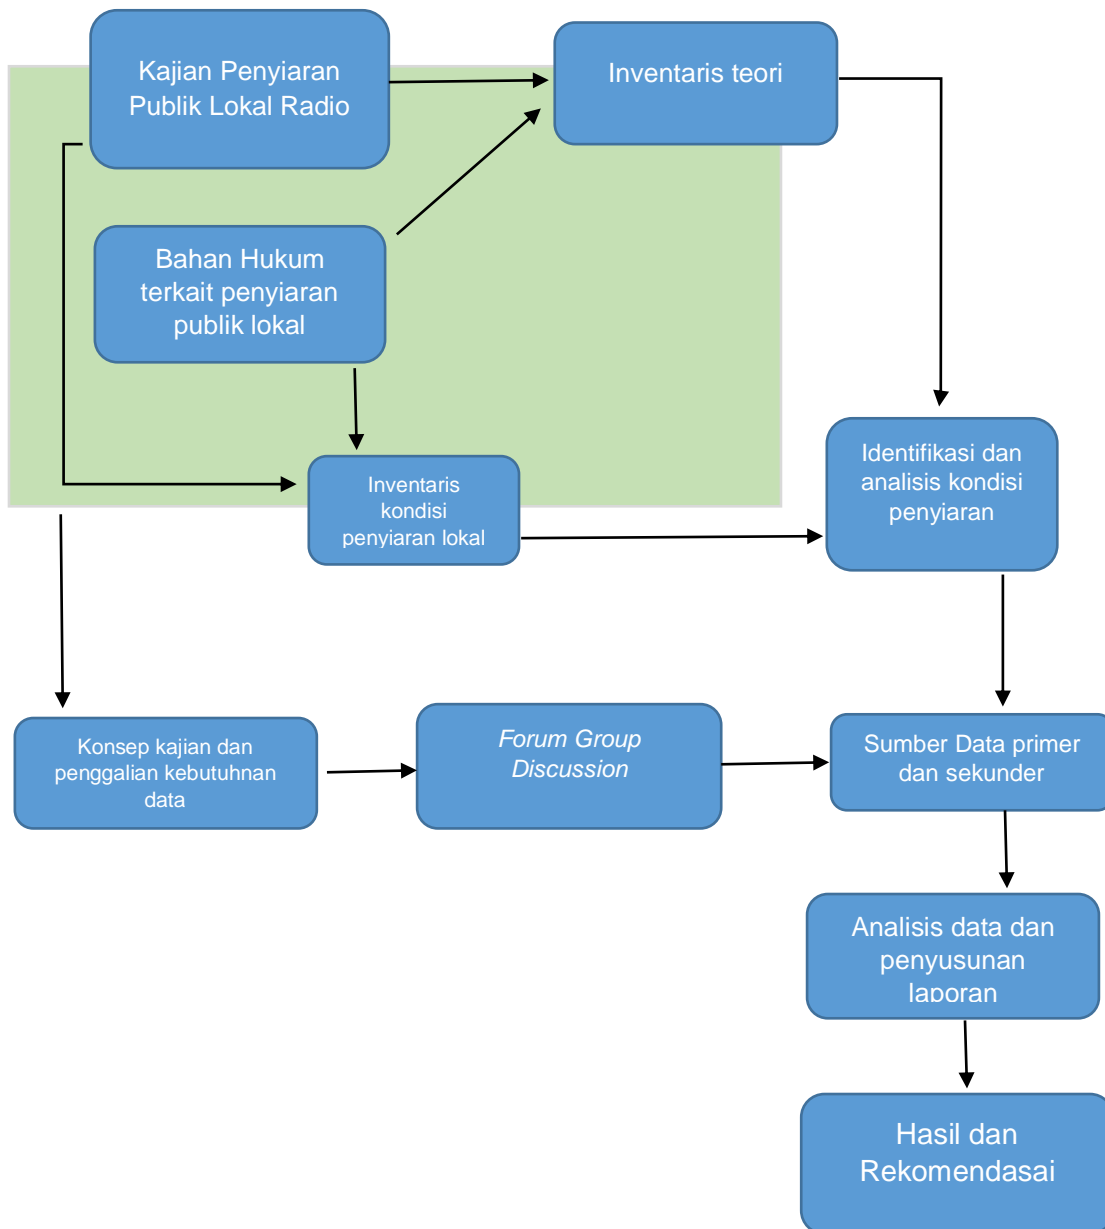 Kajian Penyiaran
Publik Lokal Radio
Inventaris teori
Bahan Hukum
terkait penyiaran
publik lokal
Inventaris
kondisi
penyiaran lokal
Identifikasi dan
analisis kondisi
penyiaran
Konsep kajian dan
penggalian kebutuhnan
data
Forum Group
Discussion
Sumber Data primer
dan sekunder
Analisis data dan
penyusunan
laporan
Hasil dan
Rekomendasai